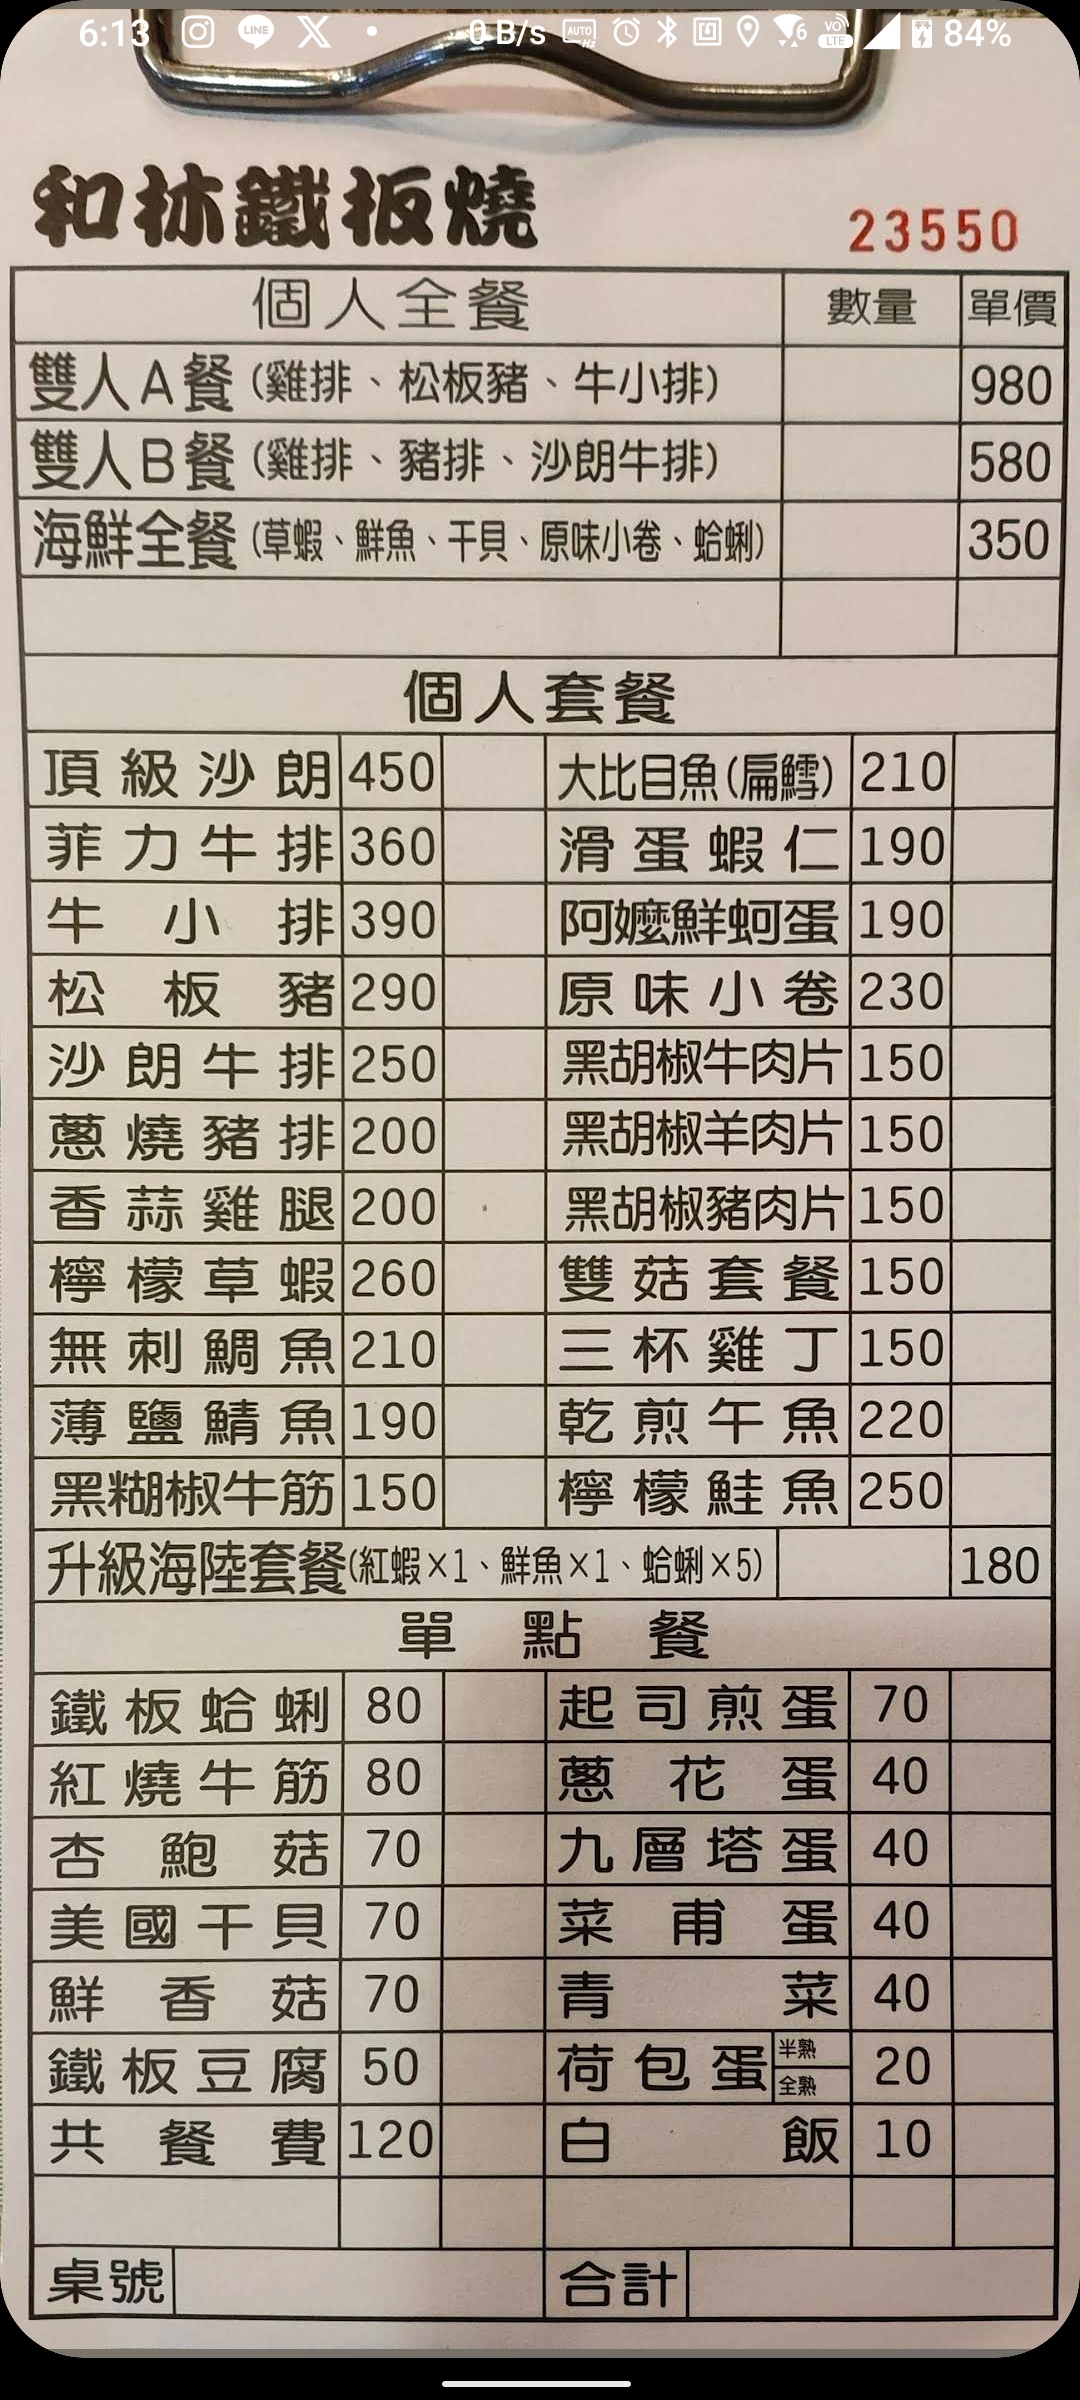 6:13 LINE X • 0 B/s AUTO Hz 6 VO LTE 84%
和林鐵板燒
23550
個人全餐 數量 單價
雙人A餐 (雞排、松板豬、牛小排) 980
雙人B餐 (雞排、豬排、沙朗牛排) 580
海鮮全餐 (草蝦、鮮魚、干貝、原味小卷、蛤蜊) 350
個人套餐
頂級沙朗 450 大比目魚(扁鱈) 210
菲力牛排 360 滑蛋蝦仁 190
牛小排 390 阿嬤鮮蚵蛋 190
松板豬 290 原味小卷 230
沙朗牛排 250 黑胡椒牛肉片 150
蔥燒豬排 200 黑胡椒羊肉片 150
香蒜雞腿 200 黑胡椒豬肉片 150
檸檬草蝦 260 雙菇套餐 150
無刺鯛魚 210 三杯雞丁 150
薄鹽鯖魚 190 乾煎午魚 220
黑糊椒牛筋 150 檸檬鮭魚 250
升級海陸套餐(紅蝦×1、鮮魚×1、蛤蜊×5) 180
單點餐
鐵板蛤蜊 80 起司煎蛋 70
紅燒牛筋 80 蔥花蛋 40
杏鮑菇 70 九層塔蛋 40
美國干貝 70 菜甫蛋 40
鮮香菇 70 青菜 40
鐵板豆腐 50 荷包蛋 半熟 全熟 20
共餐費 120 白飯 10
桌號 合計